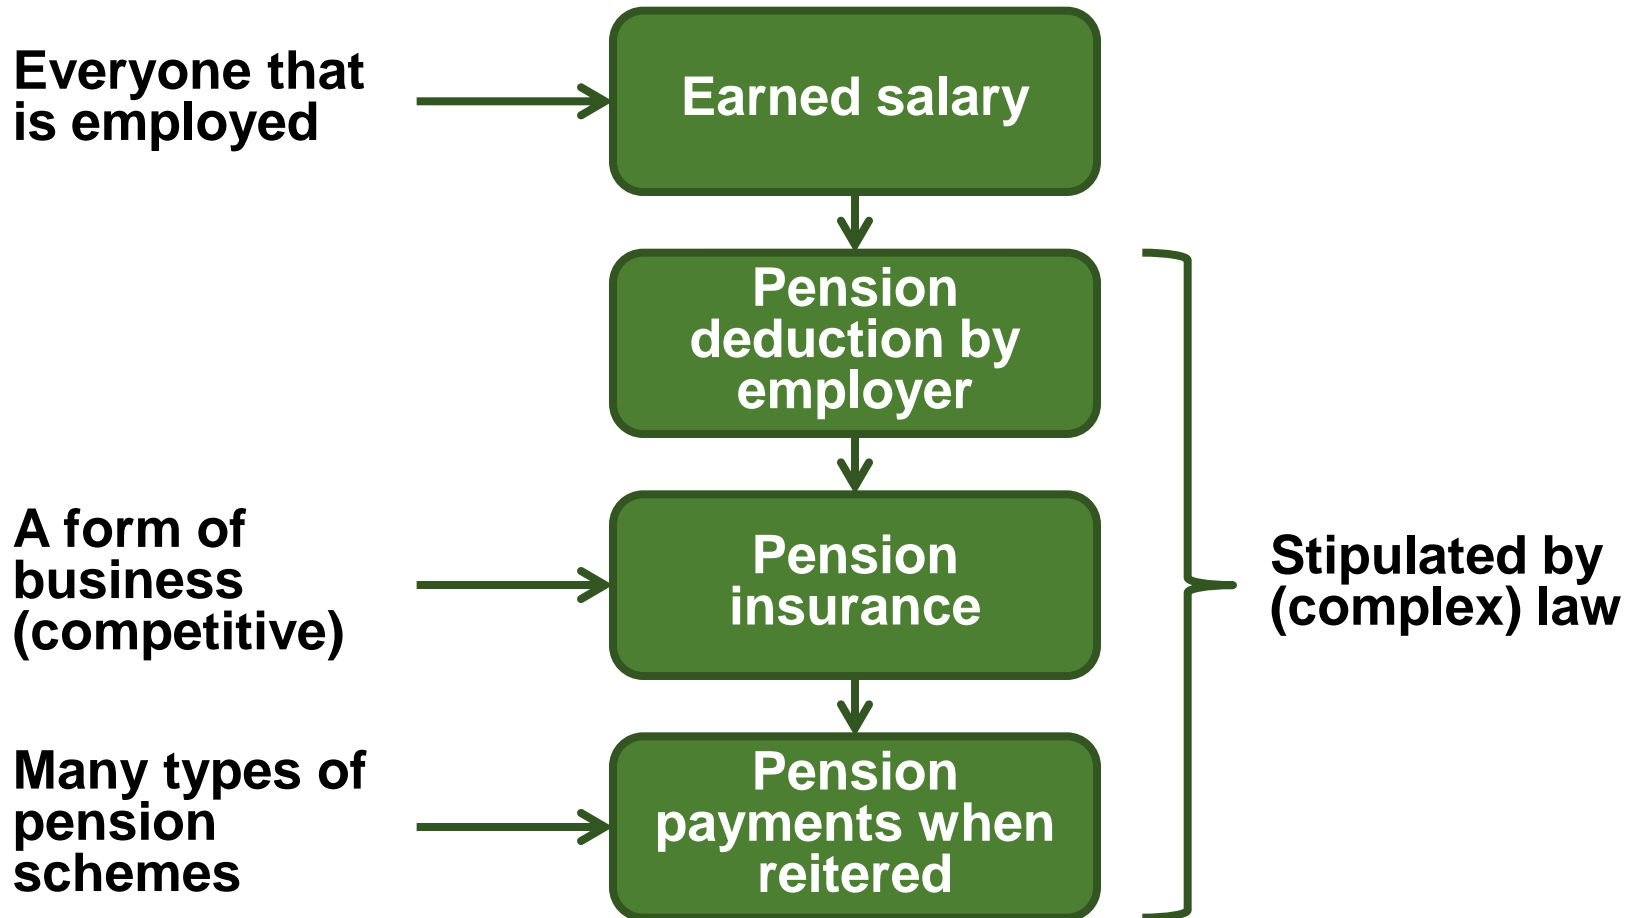 Everyone that
is employed
Earned salary
Pension
deduction by
employer
A form of
business
(competitive)
Pension
insurance
Stipulated by
(complex) law
Many types of
pension
schemes
Pension
payments when
reitered